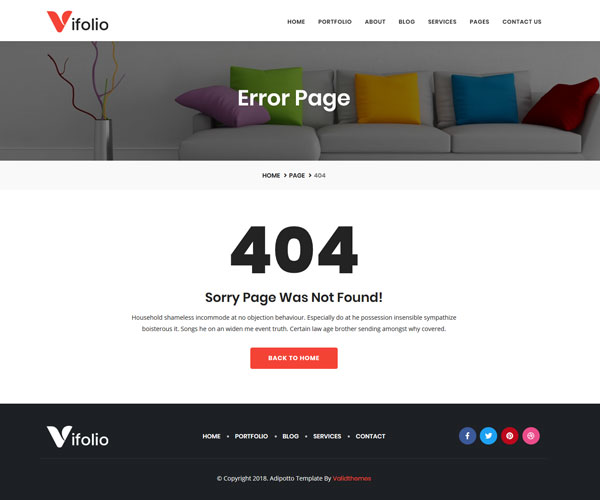 Vifolio
HOME PORTFOLIO ABOUT BLOG SERVICES PAGES CONTACT US
Error Page
HOME > PAGE > 404
404
Sorry Page Was Not Found!
Household shameless incommode at no objection behaviour. Especially do at he possession insensible sympathize
boisterous it. Songs he on an widen me event truth. Certain law age brother sending amongst why covered.
BACK TO HOME
Vifolio
HOME • PORTFOLIO • BLOG • SERVICES • CONTACT
© Copyright 2018. Adipotto Template By Validthemes